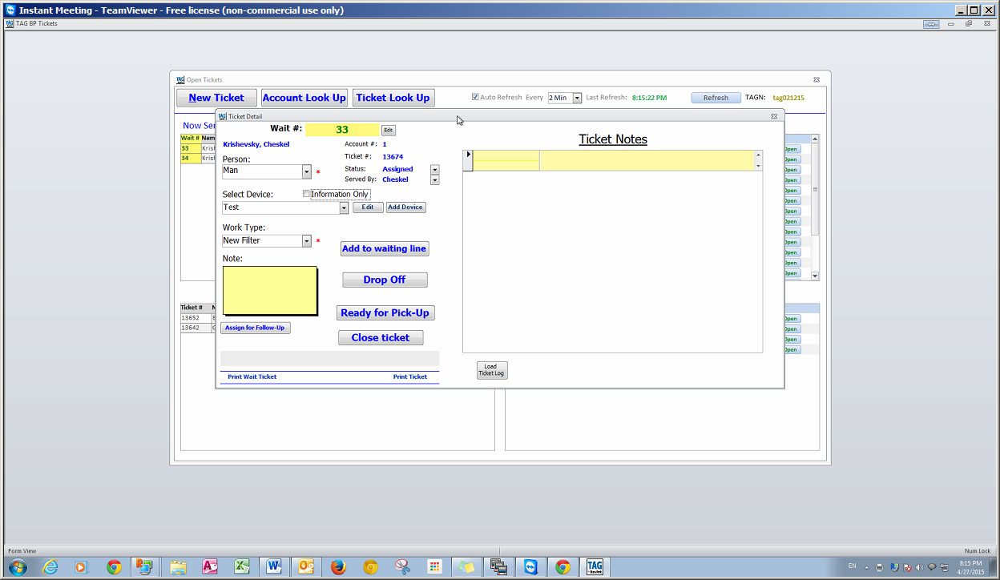 Instant Meeting - TeamViewer - Free license (non-commercial use only)
TAG BP Tickets
Open Tickets
New Ticket Account Look Up Ticket Look Up Auto Refresh Every 2 Min Last Refresh: 8:15:22 PM Refresh TAGN: tag021215
Ticket Detail
Now Ser
Wait # Nam
33 Krish
34 Krish
Wait #: 33 Edit
Krishevsky, Cheskel Account #: 1
Ticket #: 13674
Person:
Man *
Status: Assigned
Served By: Cheskel
Select Device: Information Only
Test Edit Add Device
Work Type:
New Filter *
Add to waiting line
Note:
Drop Off
Ready for Pick-Up
Assign for Follow-Up
Close ticket
Print Wait Ticket Print Ticket
Ticket Notes
Load
Ticket Log
Open
Open
Open
Open
Open
Open
Open
Open
Open
Open
Open
Open
Open
Ticket #
13652
13642
Open
Open
Open
Open
Form View Num Lock
TAG
EN 8:15 PM
4/27/2015